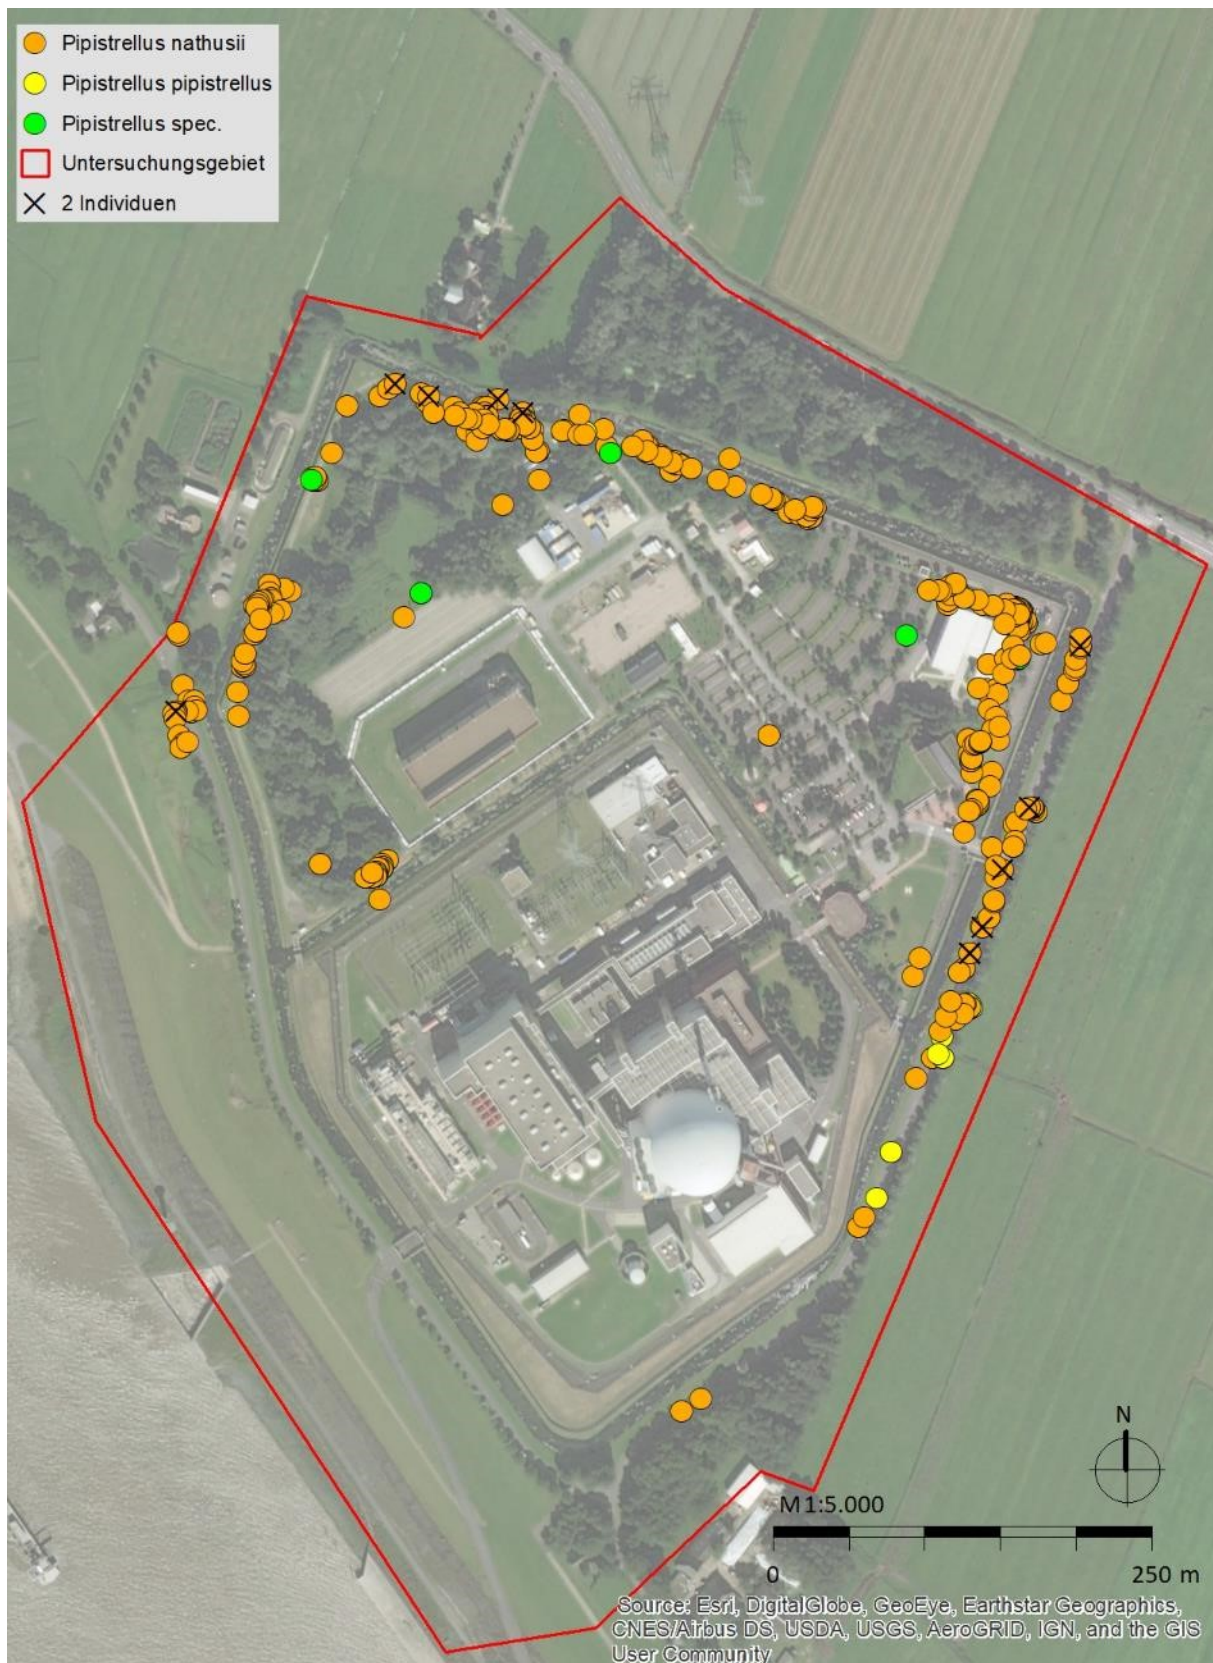 Pipistrellus nathusii
Pipistrellus pipistrellus
Pipistrellus spec.
Untersuchungsgebiet
2 Individuen
N
M 1:5.000
0 250 m
Source: Esri, DigitalGlobe, GeoEye, Earthstar Geographics,
CNES/Airbus DS, USDA, USGS, AeroGRID, IGN, and the GIS
User Community